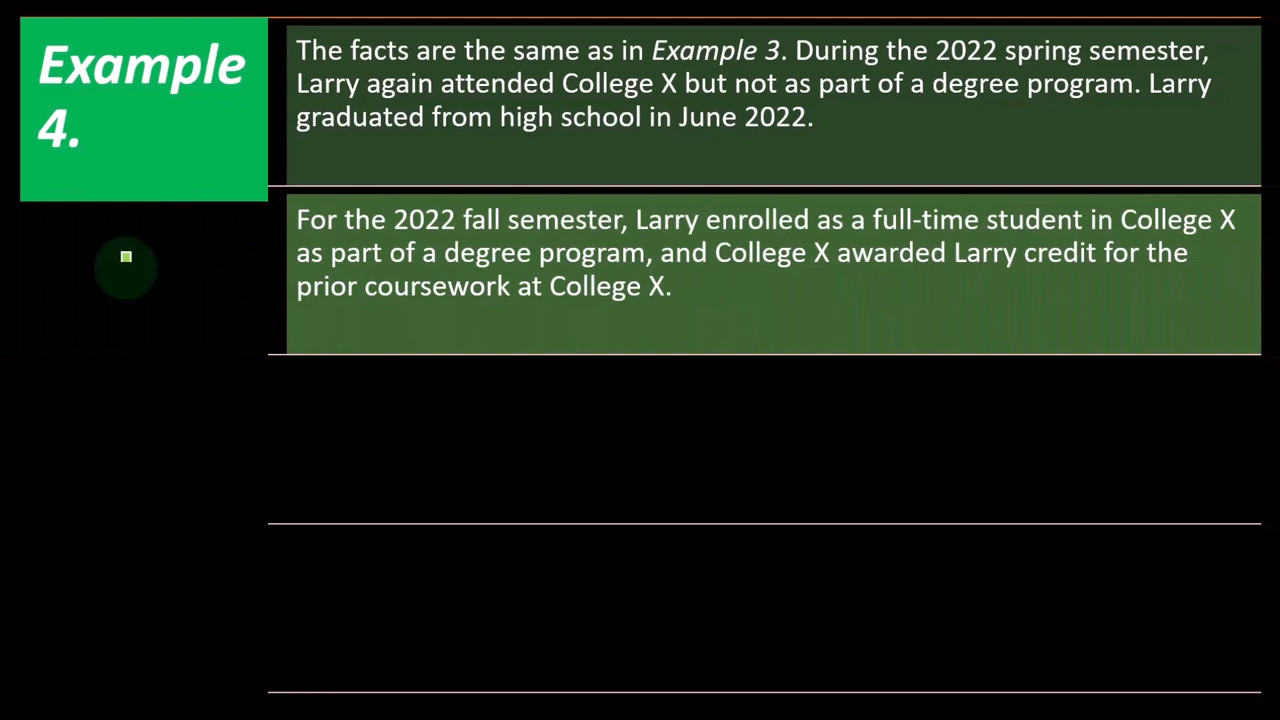 Example
4.
The facts are the same as in Example 3. During the 2022 spring semester,
Larry again attended College X but not as part of a degree program. Larry
graduated from high school in June 2022.
For the 2022 fall semester, Larry enrolled as a full-time student in College X
as part of a degree program, and College X awarded Larry credit for the
prior coursework at College X.